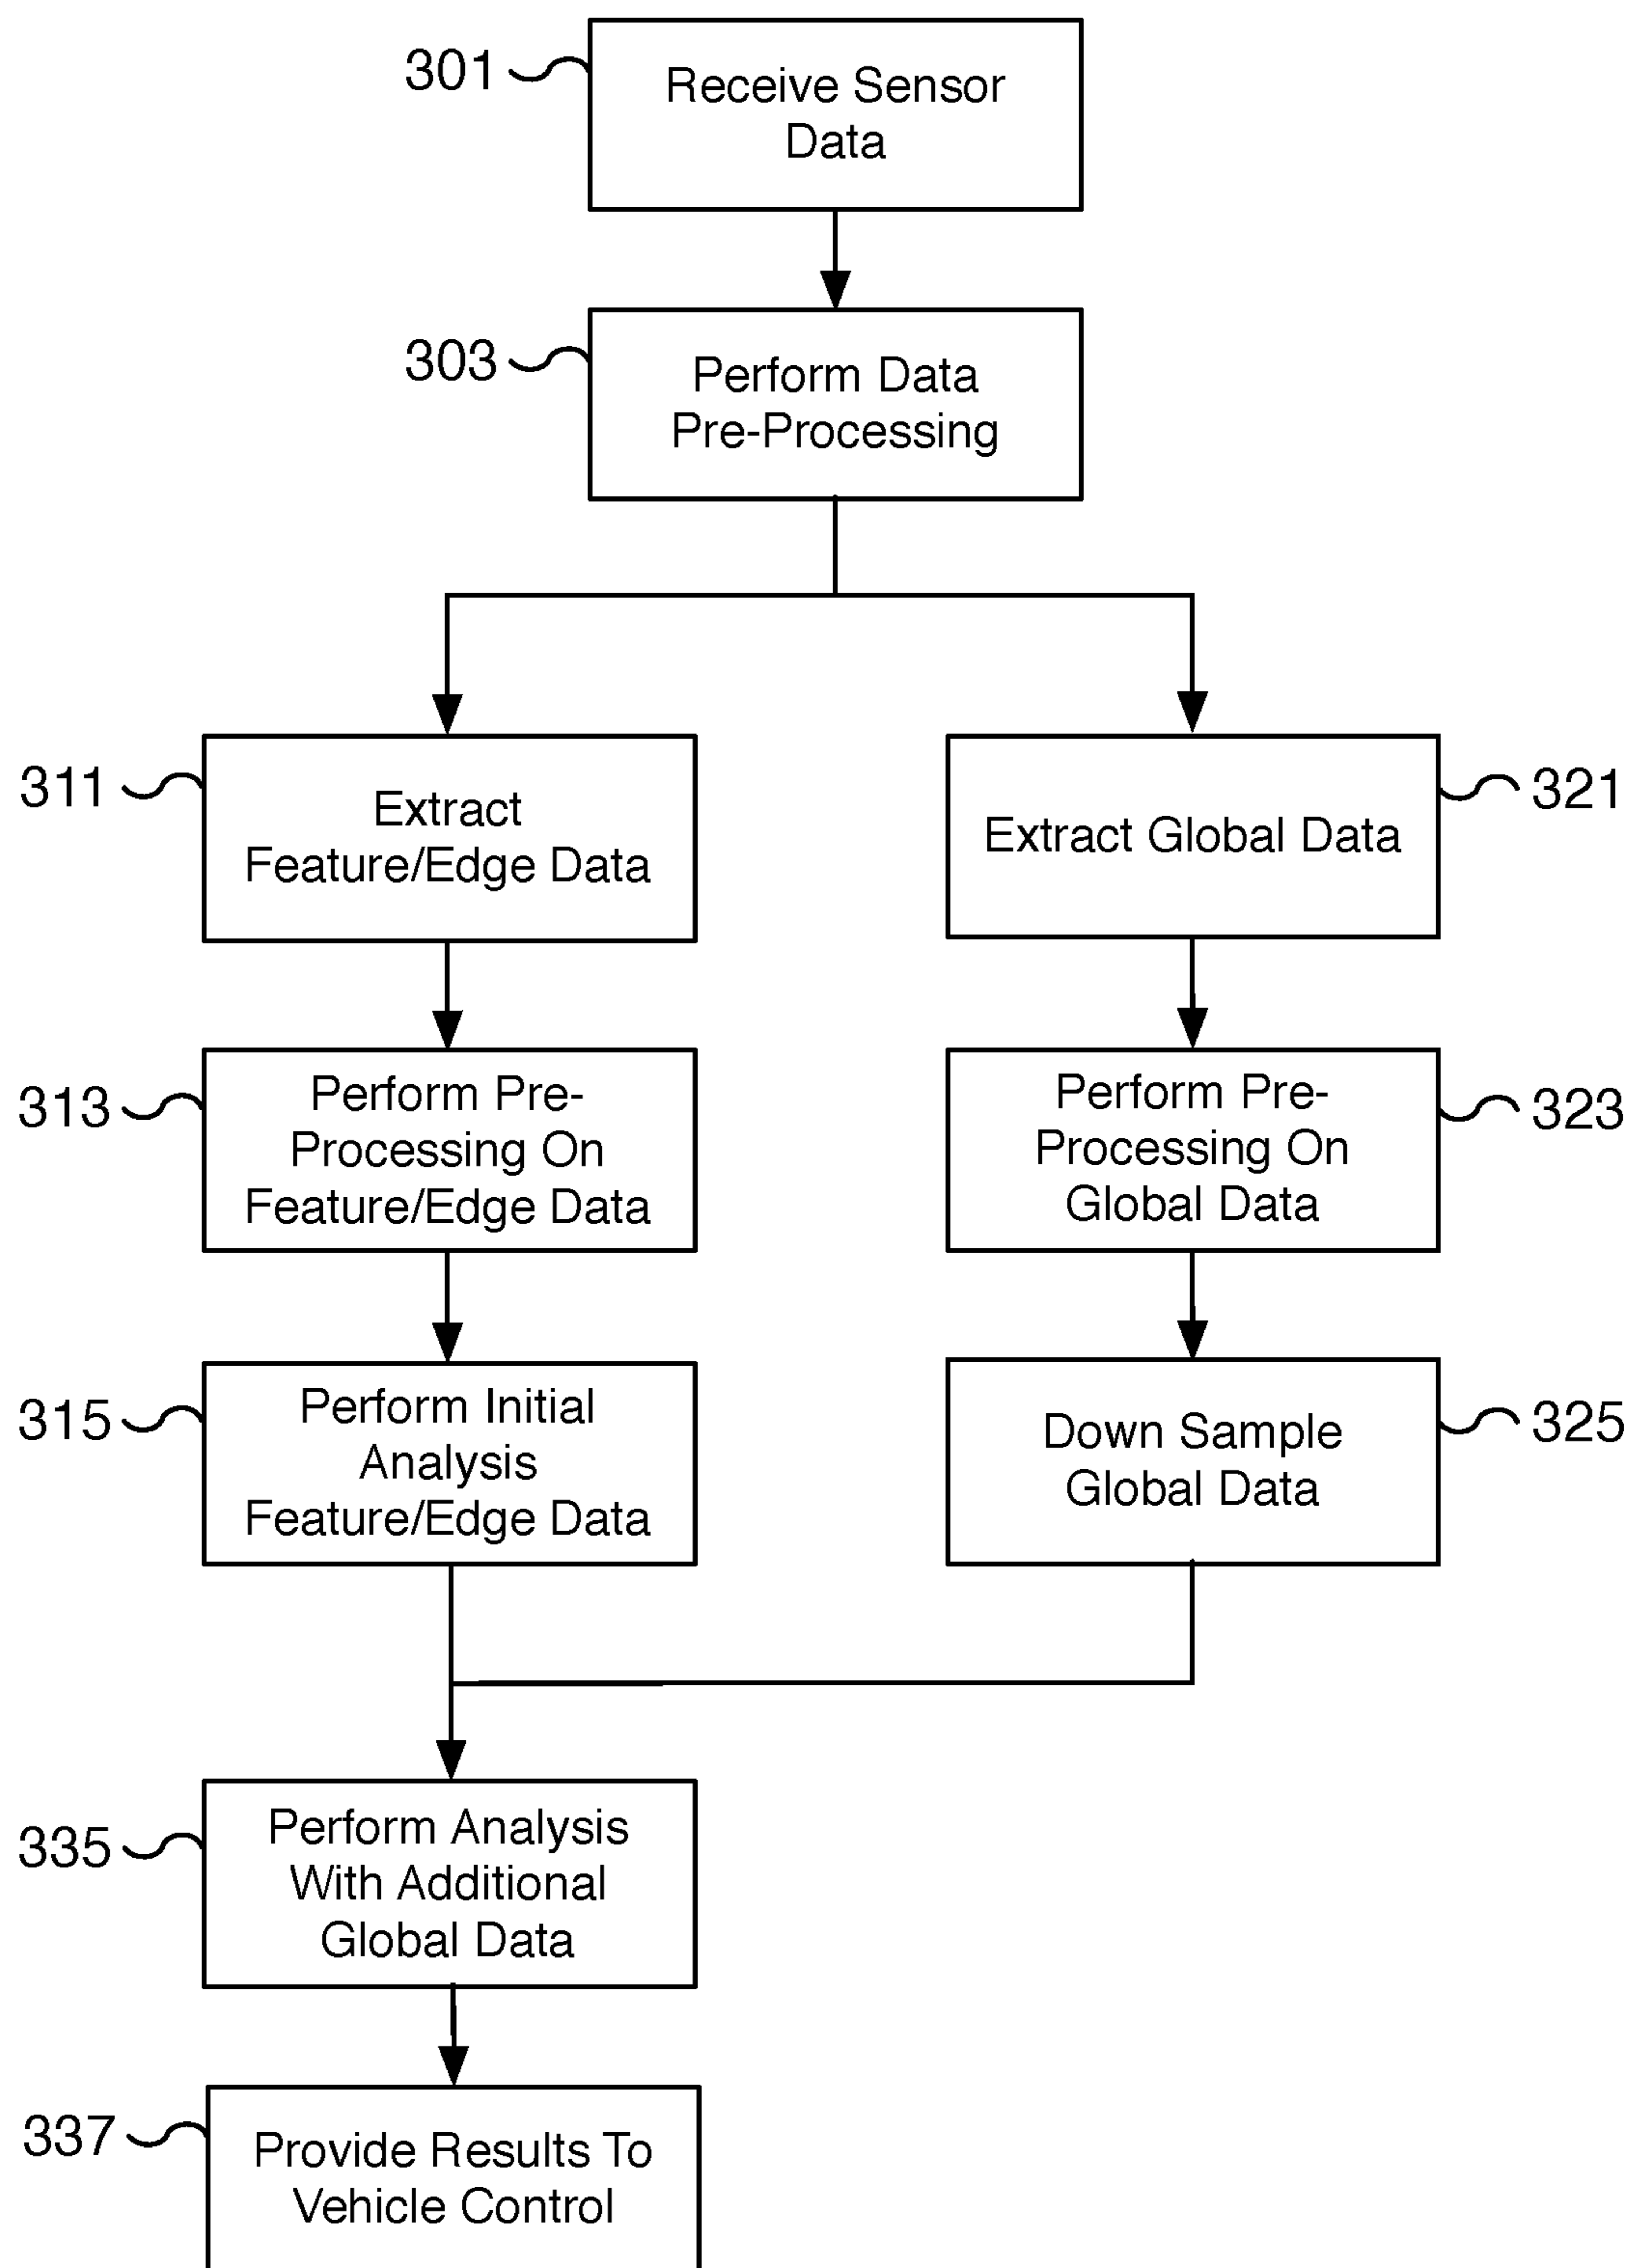 301
Receive Sensor
Data
303
Perform Data
Pre-Processing
311
Extract
Feature/Edge Data
Extract Global Data
321
313
Perform Pre-
Processing On
Feature/Edge Data
Perform Pre-
Processing On
Global Data
323
315
Perform Initial
Analysis
Feature/Edge Data
Down Sample
Global Data
325
335
Perform Analysis
With Additional
Global Data
337
Provide Results To
Vehicle Control